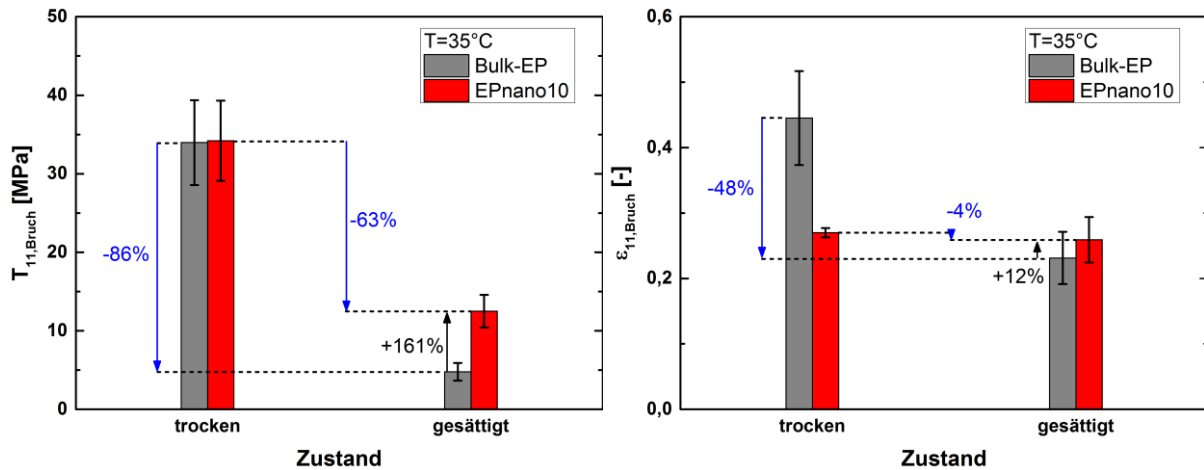 50
40
30
20
10
0
T11,Bruch [MPa]
T=35°C
Bulk-EP
EPnano10
-86%
-63%
+161%
trocken
gesättigt
Zustand
0,6
0,4
0,2
0,0
ε11,Bruch [-]
T=35°C
Bulk-EP
EPnano10
-48%
-4%
+12%
trocken
gesättigt
Zustand